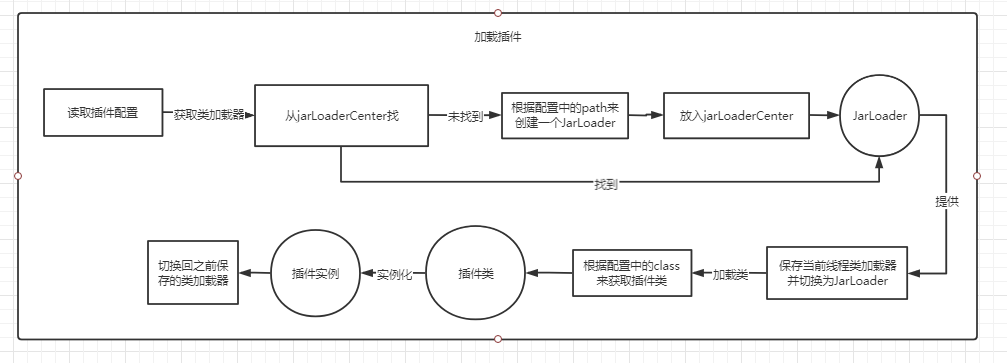 加载插件
读取插件配置
获取类加载器
从jarLoaderCenter找
未找到
根据配置中的path来
创建一个JarLoader
放入jarLoaderCenter
JarLoader
找到
提供
保存当前线程类加载器
并切换为JarLoader
加载类
根据配置中的class
来获取插件类
插件类
实例化
插件实例
切换回之前保
存的类加载器